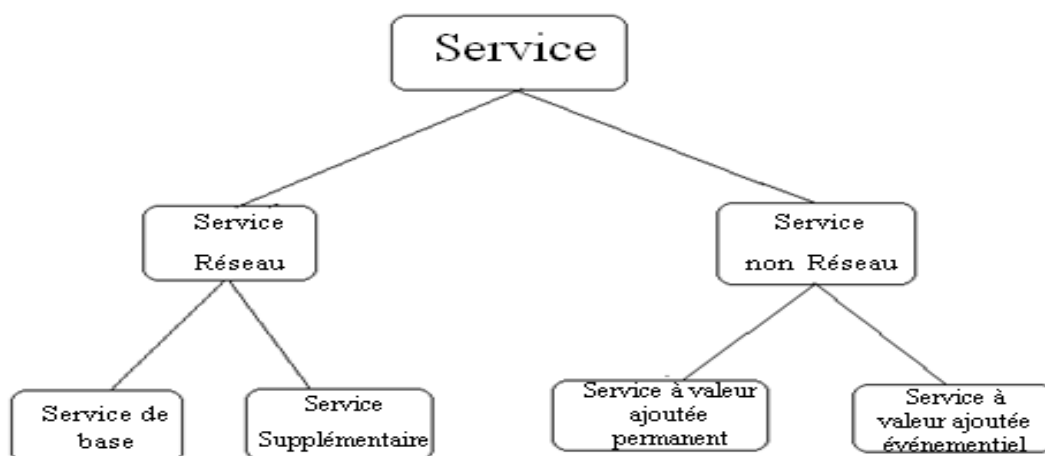 Service
Service
Réseau
Service
non Réseau
Service de
base
Service
Supplémentaire
Service à valeur
ajoutée
permanent
Service à
valeur ajoutée
événementiel